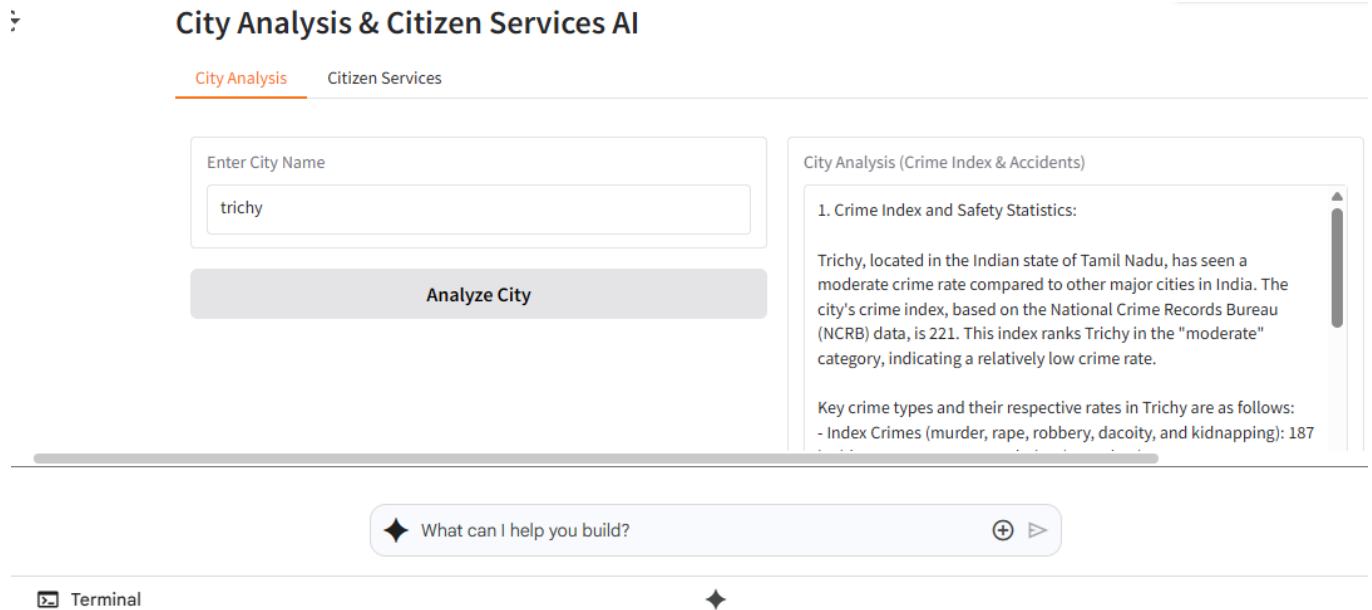 City Analysis & Citizen Services AI
City Analysis
Citizen Services
Enter City Name
trichy
Analyze City
City Analysis (Crime Index & Accidents)
1. Crime Index and Safety Statistics:
Trichy, located in the Indian state of Tamil Nadu, has seen a
moderate crime rate compared to other major cities in India. The
city's crime index, based on the National Crime Records Bureau
(NCRB) data, is 221. This index ranks Trichy in the "moderate"
category, indicating a relatively low crime rate.
Key crime types and their respective rates in Trichy are as follows:
- Index Crimes (murder, rape, robbery, dacoity, and kidnapping): 187
What can I help you build?
Terminal